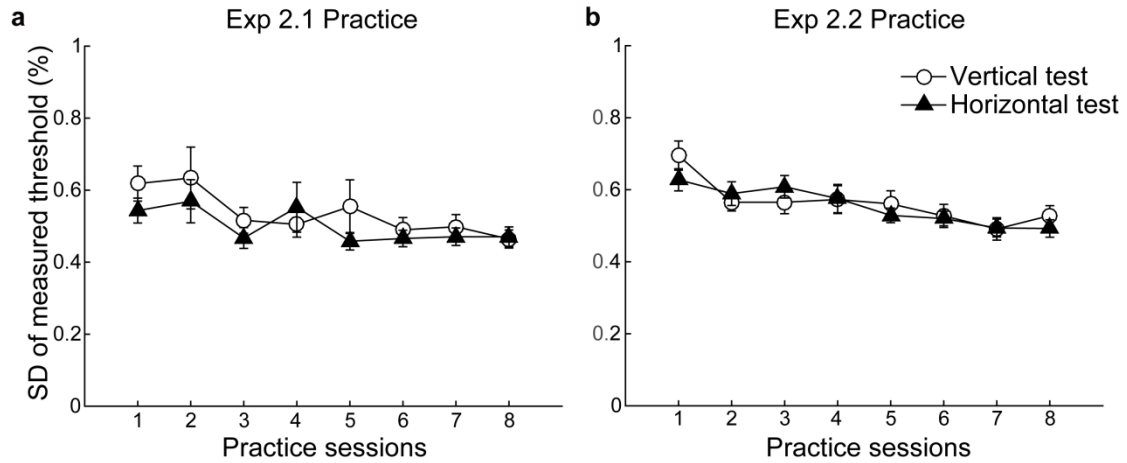 a
Exp 2.1 Practice
SD of measured threshold (%)
1
0.8
0.6
0.4
0.2
0
1 2 3 4 5 6 7 8
Practice sessions
b
Exp 2.2 Practice
Vertical test
Horizontal test
1
0.8
0.6
0.4
0.2
0
1 2 3 4 5 6 7 8
Practice sessions